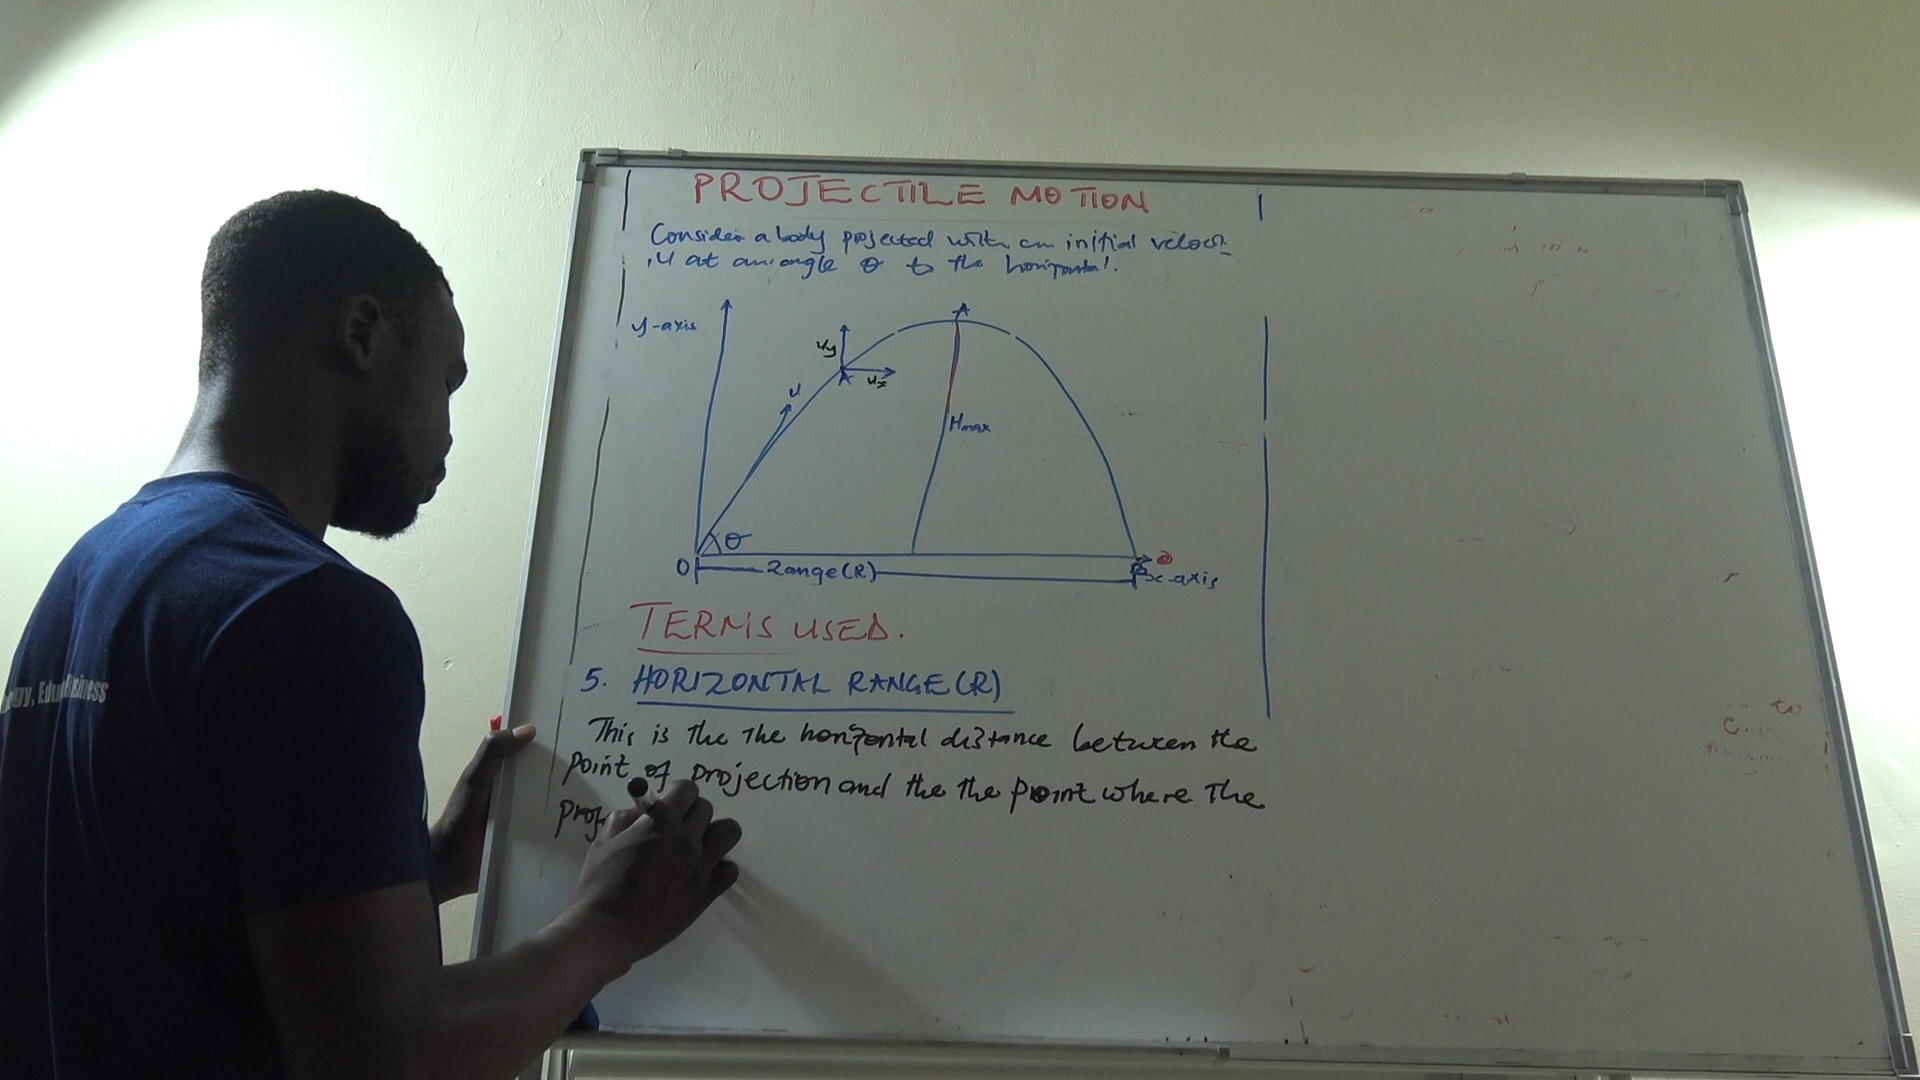 PROJECTILE MOTION
Consider a body projected with an initial veloci
, u at an angle θ to the horizontal.
y-axis
A
uy
A
ux
u
Hmax
θ
O
Range(R)
B
x-axis
TERMS USED.
5. HORIZONTAL RANGE(R)
This is the the horizontal distance between the
point of projection and the the point where the
proj